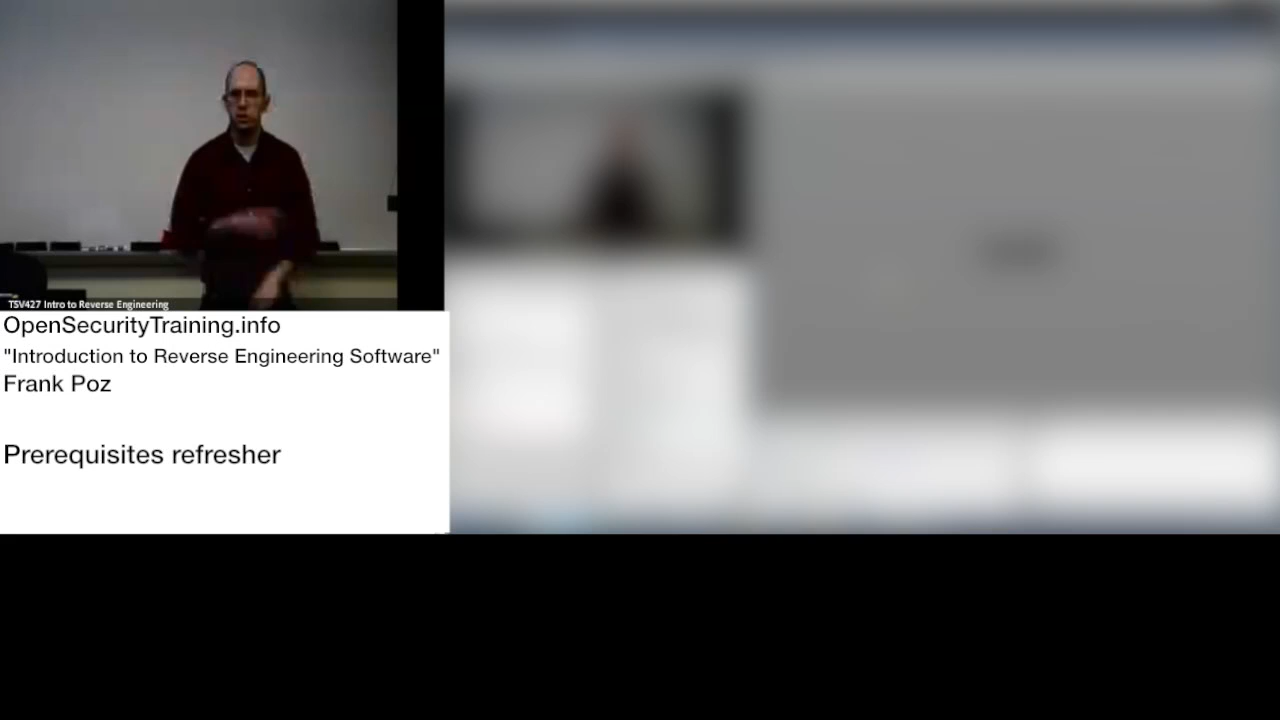 TSV427 Intro to Reverse Engineering
OpenSecurityTraining.info
"Introduction to Reverse Engineering Software"
Frank Poz
Prerequisites refresher